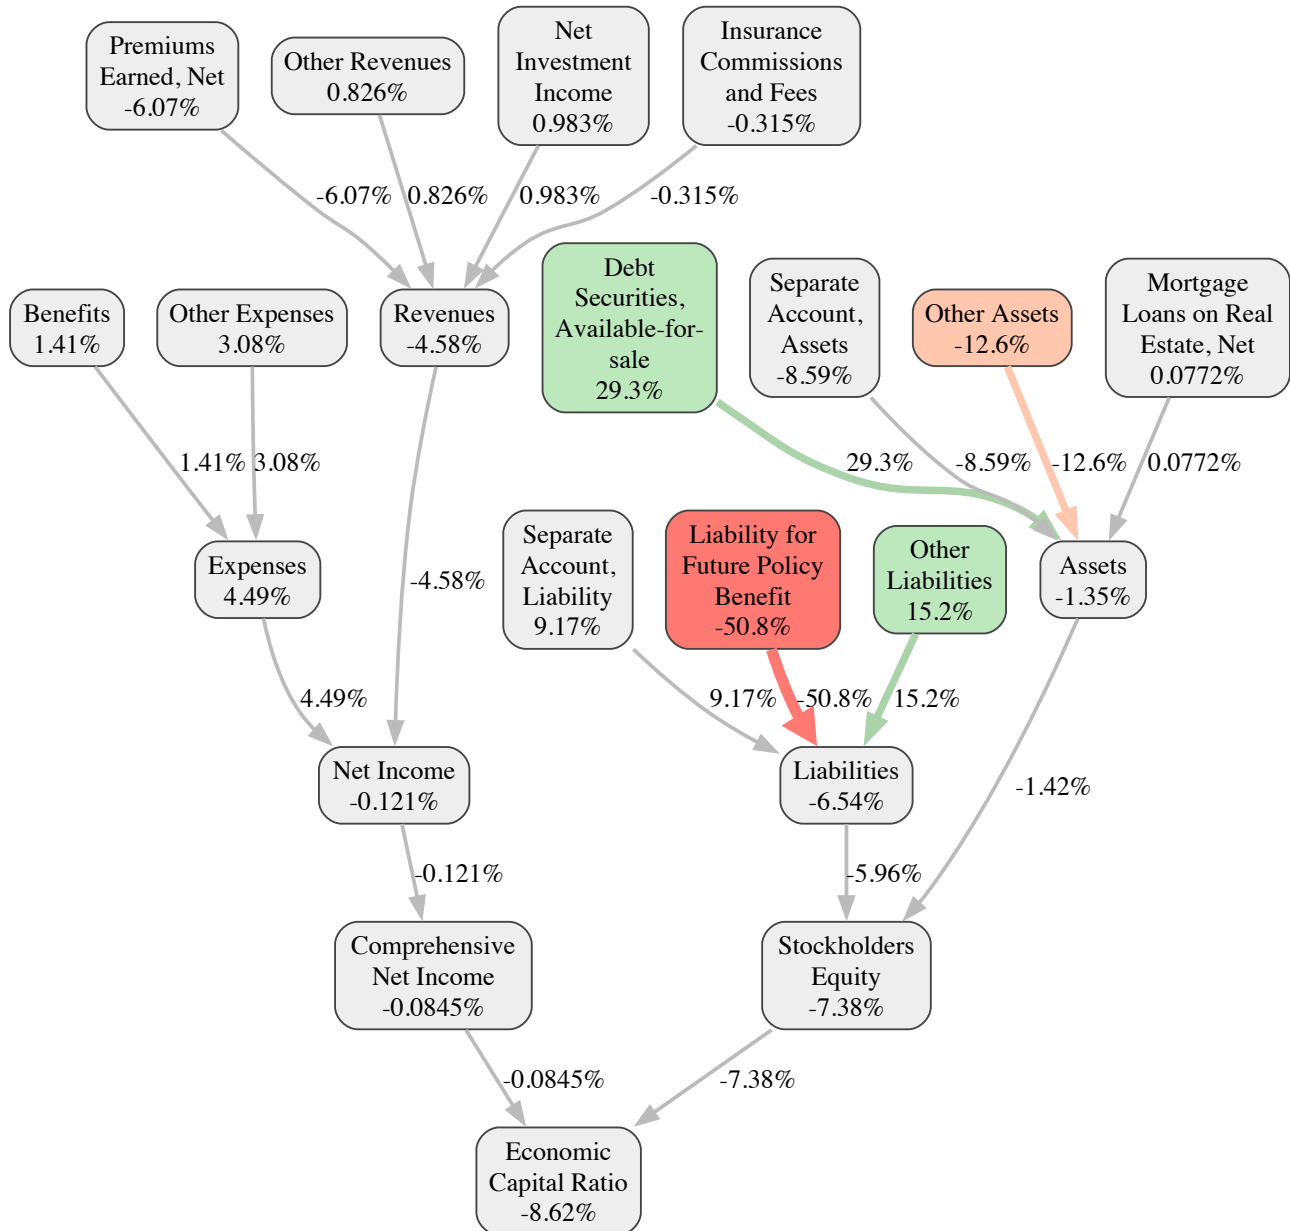 Premiums
Earned, Net
-6.07%
Other Revenues
0.826%
Net
Investment
Income
0.983%
Insurance
Commissions
and Fees
-0.315%
-6.07%
0.826%
0.983%
-0.315%
Benefits
1.41%
Other Expenses
3.08%
Revenues
-4.58%
Debt
Securities,
Available-for-
sale
29.3%
Separate
Account,
Assets
-8.59%
Other Assets
-12.6%
Mortgage
Loans on Real
Estate, Net
0.0772%
1.41%
3.08%
29.3%
-8.59%
-12.6%
0.0772%
Expenses
4.49%
-4.58%
Separate
Account,
Liability
9.17%
Liability for
Future Policy
Benefit
-50.8%
Other
Liabilities
15.2%
Assets
-1.35%
4.49%
9.17%
-50.8%
15.2%
Net Income
-0.121%
Liabilities
-6.54%
-1.42%
-0.121%
-5.96%
Comprehensive
Net Income
-0.0845%
Stockholders
Equity
-7.38%
-0.0845%
-7.38%
Economic
Capital Ratio
-8.62%